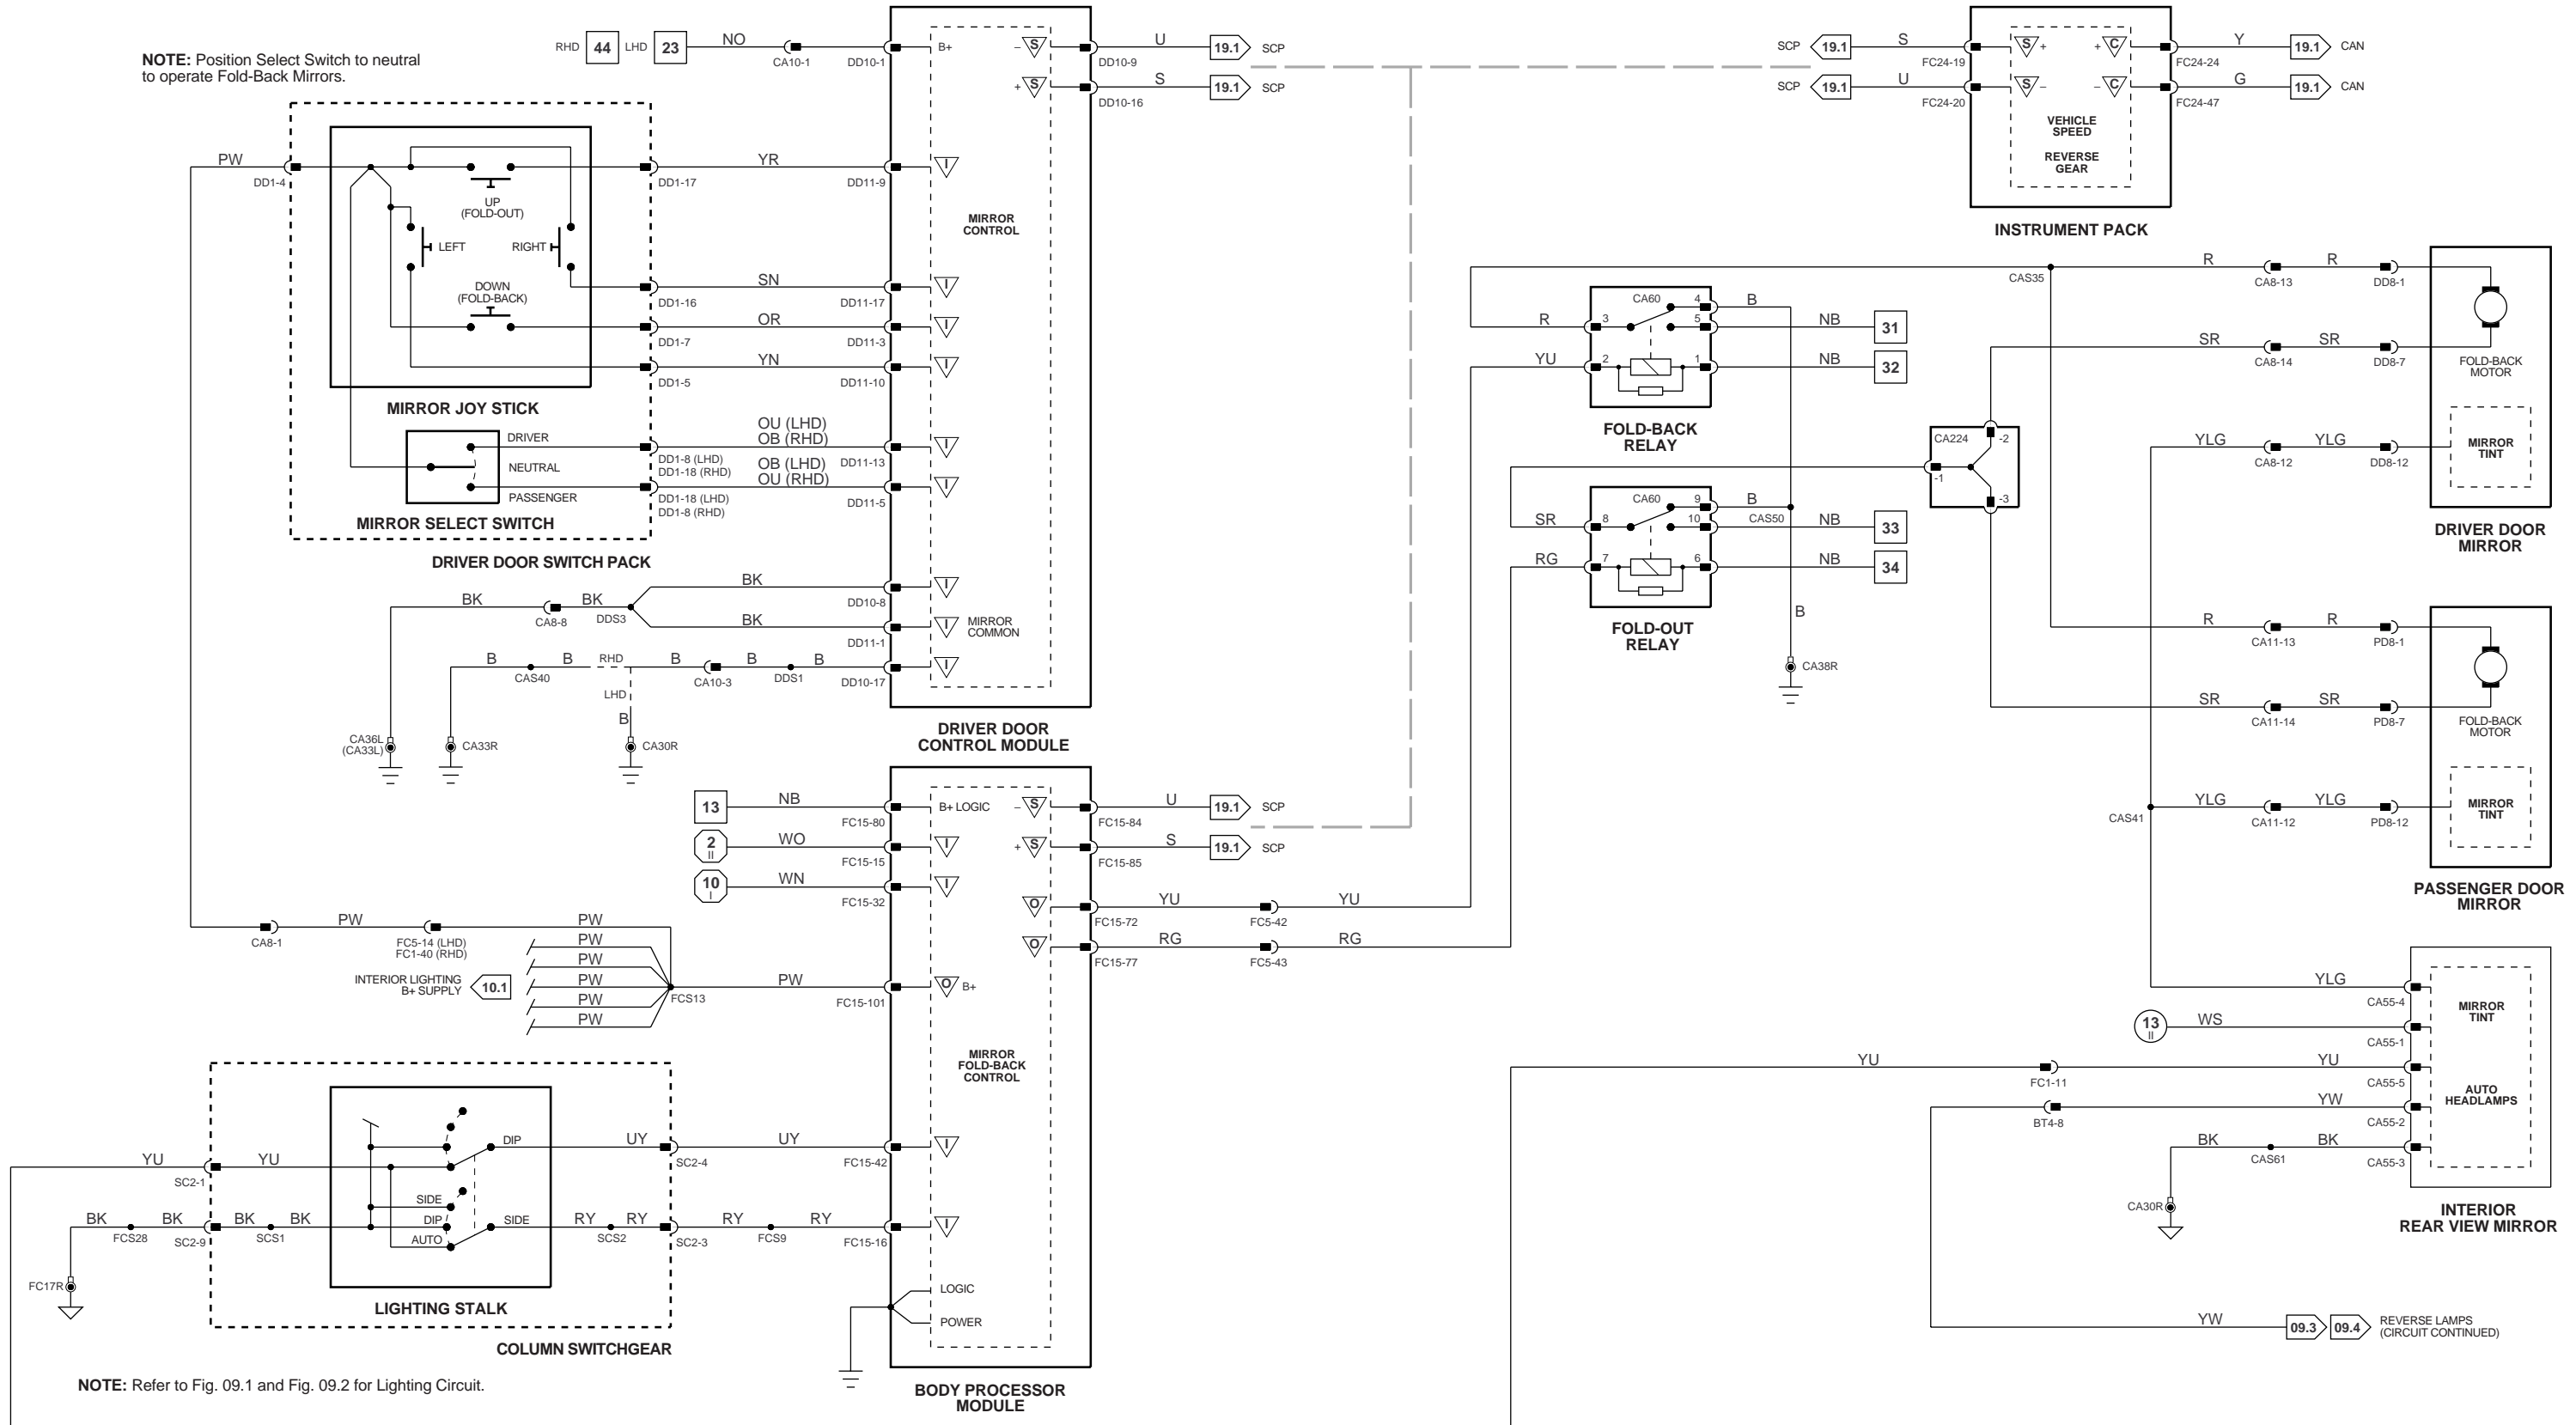 NOTE: Position Select Switch to neutral
to operate Fold-Back Mirrors.
RHD 44 LHD 23 NO
CA10-1
DD10-1
B+
– S
U
19.1 SCP
DD10-9
+ S
S
19.1 SCP
DD10-16
PW
DD1-4
UP
(FOLD-OUT)
LEFT
RIGHT
DOWN
(FOLD-BACK)
MIRROR JOY STICK
DD1-17
YR
DD11-9
I
MIRROR
CONTROL
DD1-16
SN
DD11-17
I
DD1-7
OR
DD11-3
I
DD1-5
YN
DD11-10
I
DRIVER
NEUTRAL
PASSENGER
MIRROR SELECT SWITCH
DRIVER DOOR SWITCH PACK
OU (LHD)
OB (RHD)
DD1-8 (LHD)
DD1-18 (RHD)
DD11-13
I
OB (LHD)
OU (RHD)
DD1-18 (LHD)
DD1-8 (RHD)
DD11-5
I
BK
CA8-8
BK
DDS3
BK
DD10-8
I
BK
DD11-1
I
MIRROR
COMMON
B
CAS40
B
RHD
LHD
B
B
CA10-3
B
DDS1
B
DD10-17
I
CA36L
(CA33L)
CA33R
CA30R
DRIVER DOOR
CONTROL MODULE
SCP 19.1 S
FC24-19
S +
+ C
Y
FC24-24
19.1 CAN
SCP 19.1 U
FC24-20
S –
– C
G
FC24-47
19.1 CAN
VEHICLE
SPEED
REVERSE
GEAR
INSTRUMENT PACK
CAS35
R
CA8-13
R
DD8-1
CA60
R
3
4
B
5
NB
31
YU
2
1
NB
32
FOLD-BACK
RELAY
SR
CA8-14
SR
DD8-7
FOLD-BACK
MOTOR
CA224
-2
-1
-3
YLG
CA8-12
YLG
DD8-12
MIRROR
TINT
DRIVER DOOR
MIRROR
CA60
SR
8
9
B
CAS50
10
NB
33
RG
7
6
NB
34
FOLD-OUT
RELAY
B
CA38R
R
CA11-13
R
PD8-1
SR
CA11-14
SR
PD8-7
FOLD-BACK
MOTOR
CAS41
YLG
CA11-12
YLG
PD8-12
MIRROR
TINT
PASSENGER DOOR
MIRROR
13
NB
FC15-80
B+ LOGIC
– S
U
FC15-84
19.1 SCP
2
II
WO
FC15-15
I
+ S
S
FC15-85
19.1 SCP
10
I
WN
FC15-32
I
O
YU
FC15-72
FC5-42
YU
O
RG
FC15-77
FC5-43
RG
CA8-1
PW
FC5-14 (LHD)
FC1-40 (RHD)
PW
PW
PW
PW
PW
PW
INTERIOR LIGHTING
B+ SUPPLY
10.1
FCS13
PW
FC15-101
O B+
MIRROR
FOLD-BACK
CONTROL
YU
SC2-1
YU
DIP
UY
SC2-4
UY
FC15-42
I
SIDE
DIP
AUTO
SIDE
BK
FCS28
BK
SC2-9
BK
SCS1
BK
RY
SCS2
RY
SC2-3
RY
FCS9
RY
FC15-16
I
FC17R
LIGHTING STALK
COLUMN SWITCHGEAR
LOGIC
POWER
BODY PROCESSOR
MODULE
YLG
CA55-4
MIRROR
TINT
13
II
WS
CA55-1
YU
FC1-11
YU
CA55-5
AUTO
HEADLAMPS
BT4-8
YW
CA55-2
BK
CAS61
BK
CA55-3
CA30R
INTERIOR
REAR VIEW MIRROR
YW
09.3 09.4
REVERSE LAMPS
(CIRCUIT CONTINUED)
NOTE: Refer to Fig. 09.1 and Fig. 09.2 for Lighting Circuit.